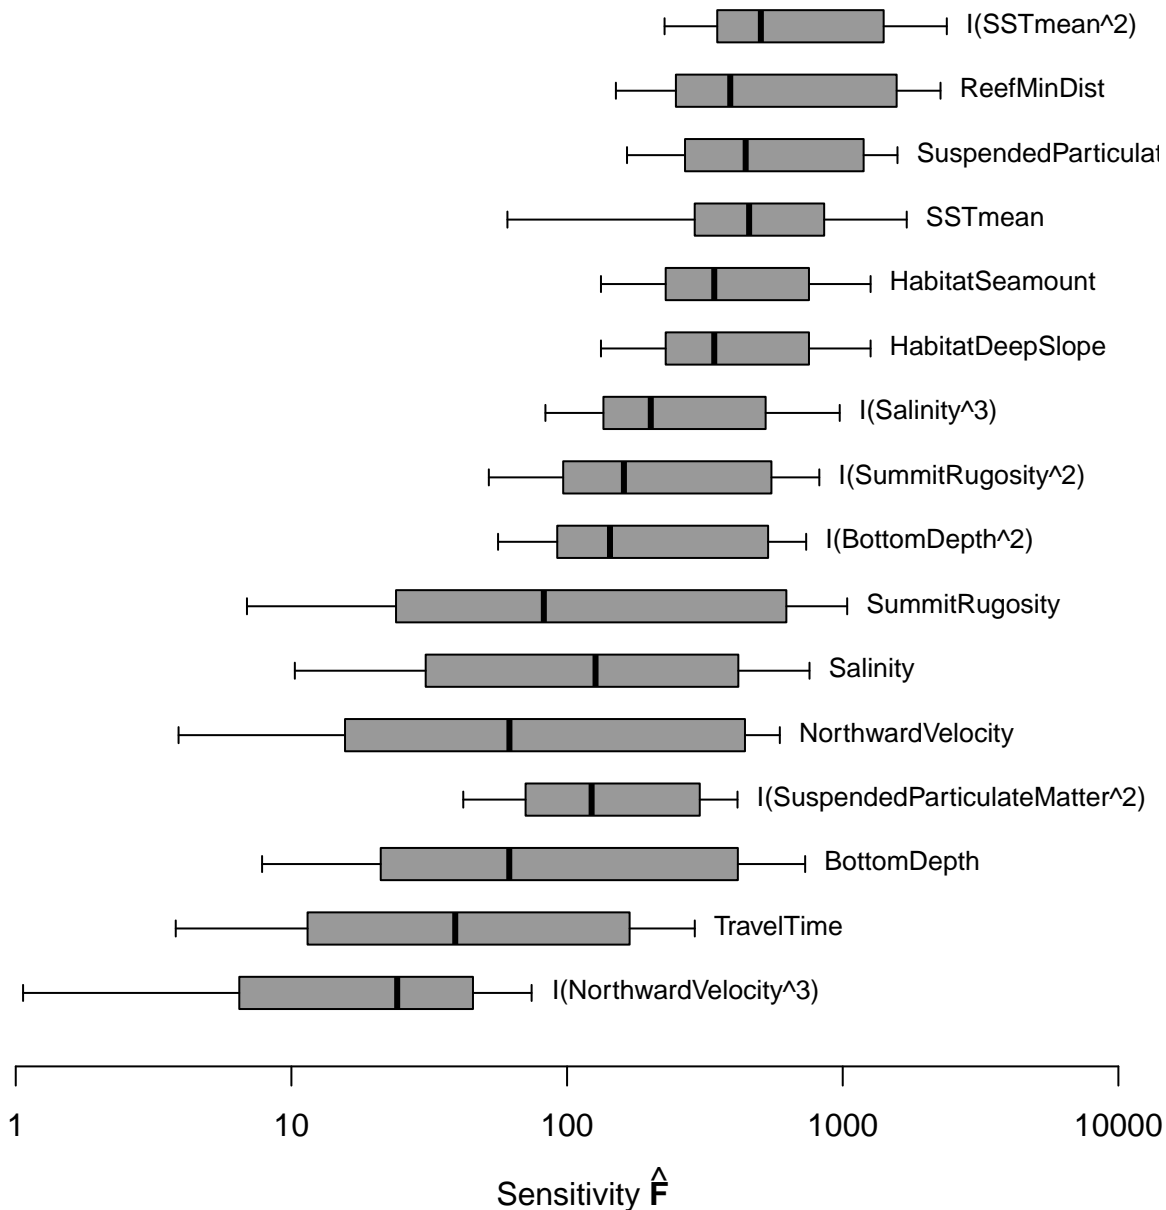 I(SSTmean^2)
ReefMinDist
SuspendedParticulat
SSTmean
HabitatSeamount
HabitatDeepSlope
I(Salinity^3)
I(SummitRugosity^2)
I(BottomDepth^2)
SummitRugosity
Salinity
NorthwardVelocity
I(SuspendedParticulateMatter^2)
BottomDepth
TravelTime
I(NorthwardVelocity^3)
1 10 100 1000 10000
Sensitivity F̂